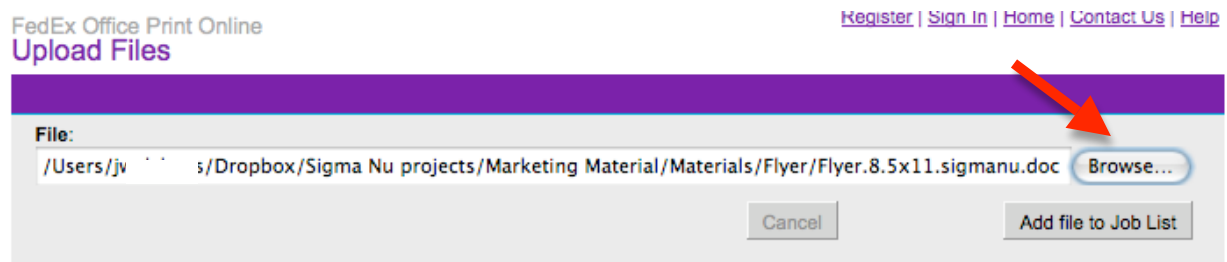 FedEx Office Print Online
Register | Sign In | Home | Contact Us | Help
Upload Files
File:
/Users/j s/Dropbox/Sigma Nu projects/Marketing Material/Materials/Flyer/Flyer.8.5x11.sigmanu.doc Browse...
Cancel Add file to Job List